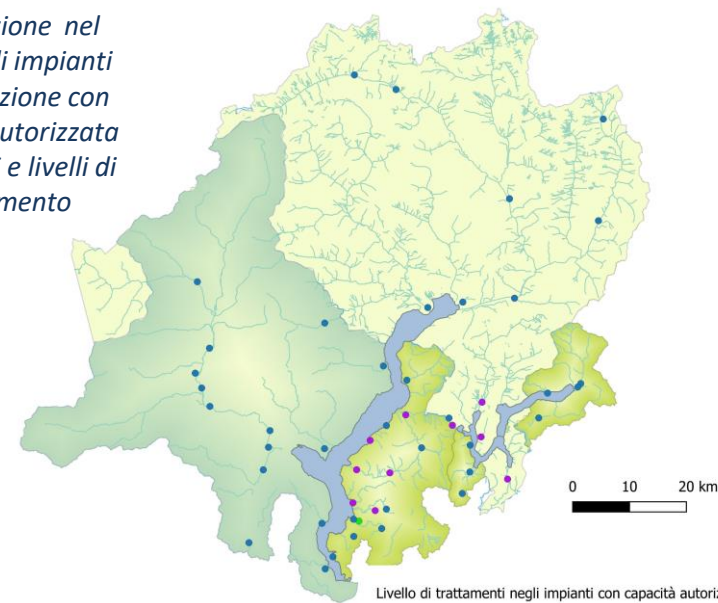 zione nel
li impianti
zione con
utorizzata
e livelli di
mento
0 10 20 km
Livello di trattamenti negli impianti con capacità autoriz